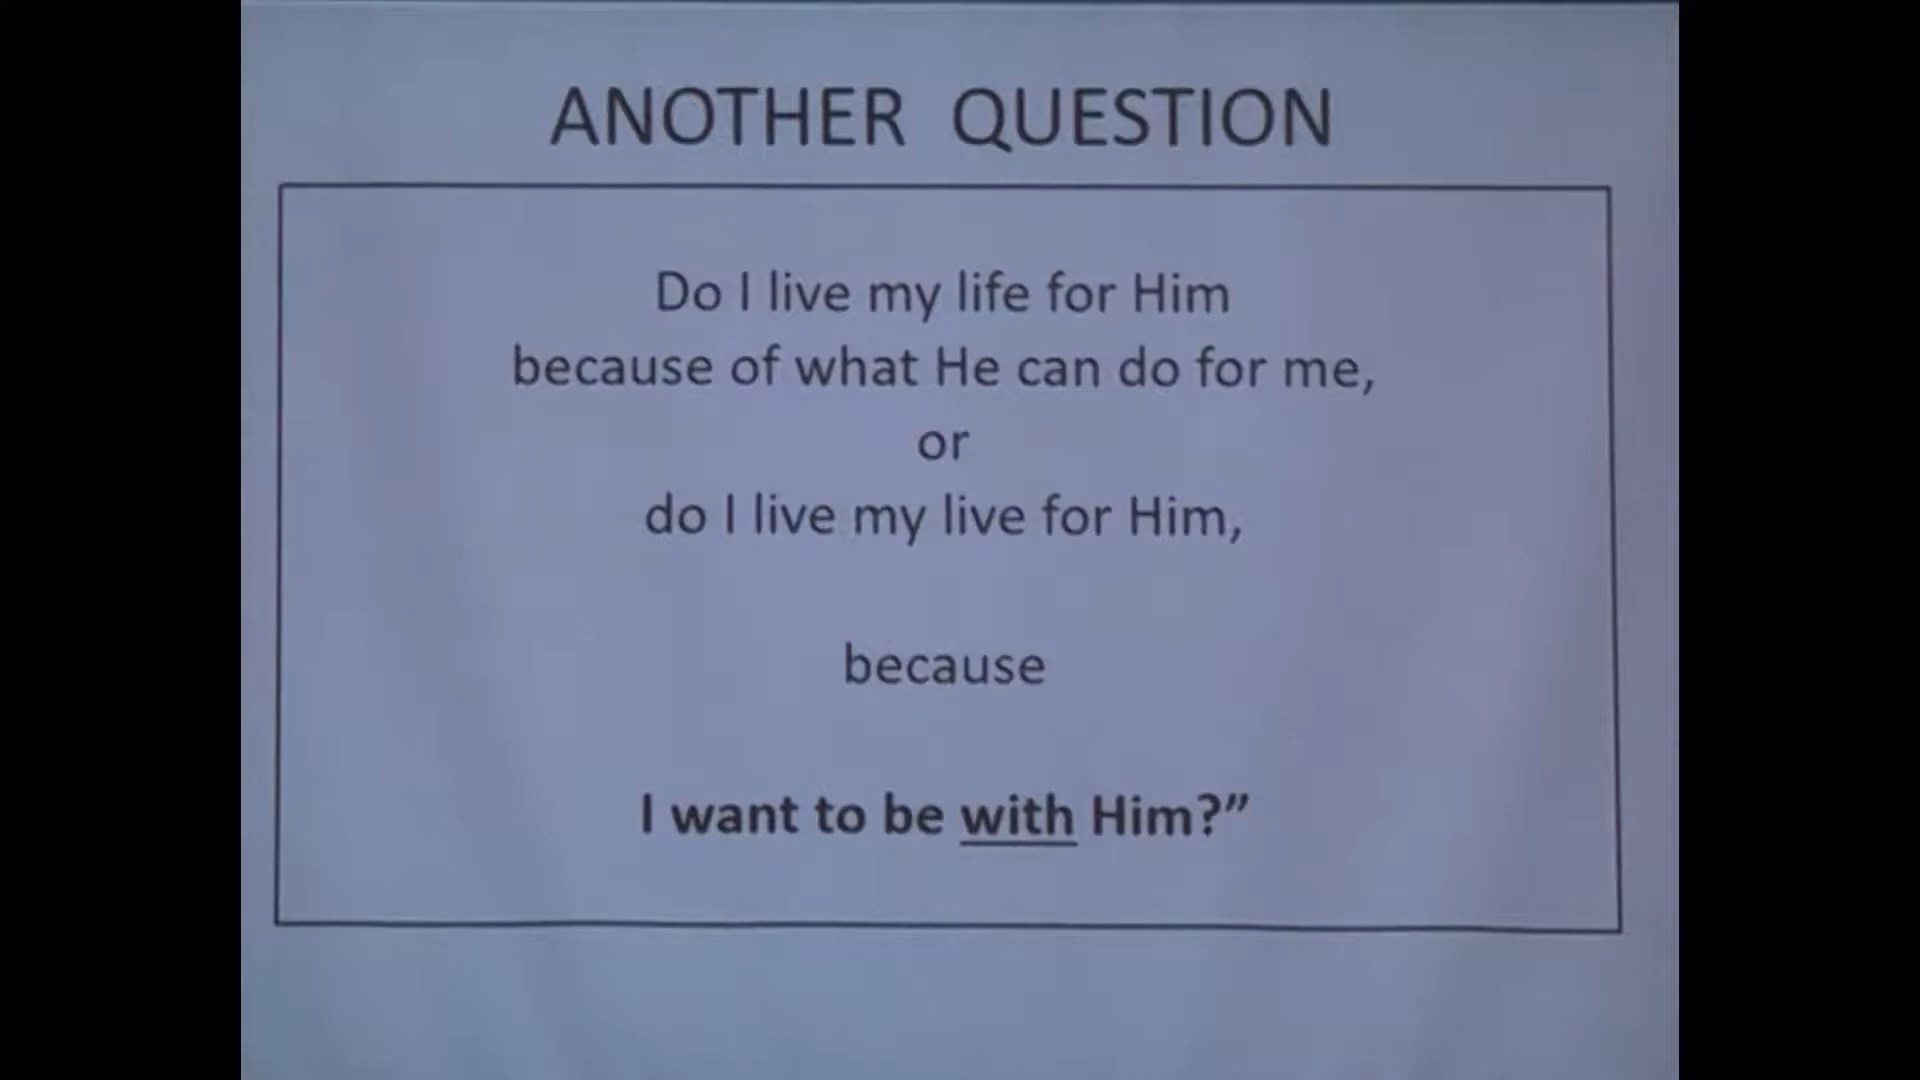 ANOTHER QUESTION
Do I live my life for Him
because of what He can do for me,
or
do I live my live for Him,
because
I want to be with Him?”